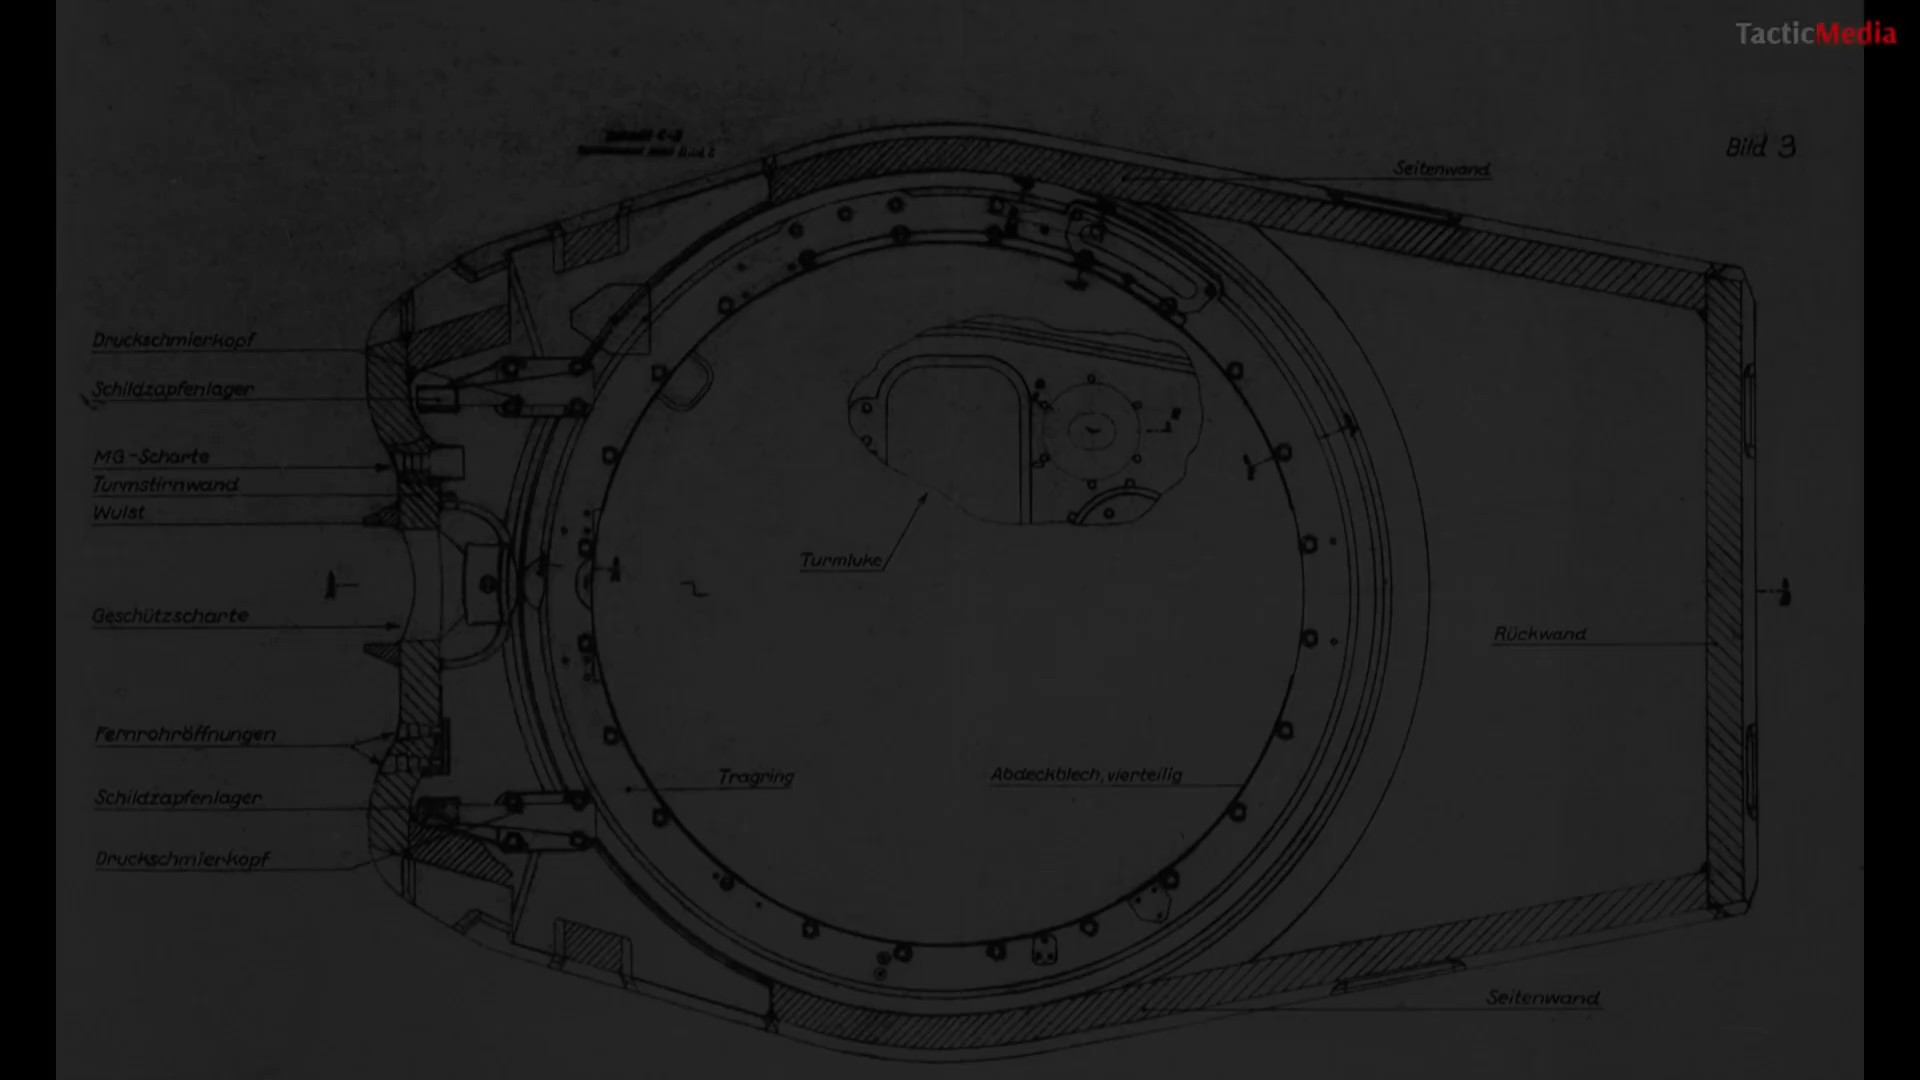 TacticMedia
Bild 3
Seitenwand
Druckschmierkopf
Schildzapfenlager
MG-Scharte
Turmstirnwand
Wulst
Turmluke
Geschützscharte
Rückwand
Fernrohröffnungen
Tragring
Abdeckblech, vierteilig
Schildzapfenlager
Druckschmierkopf
Seitenwand